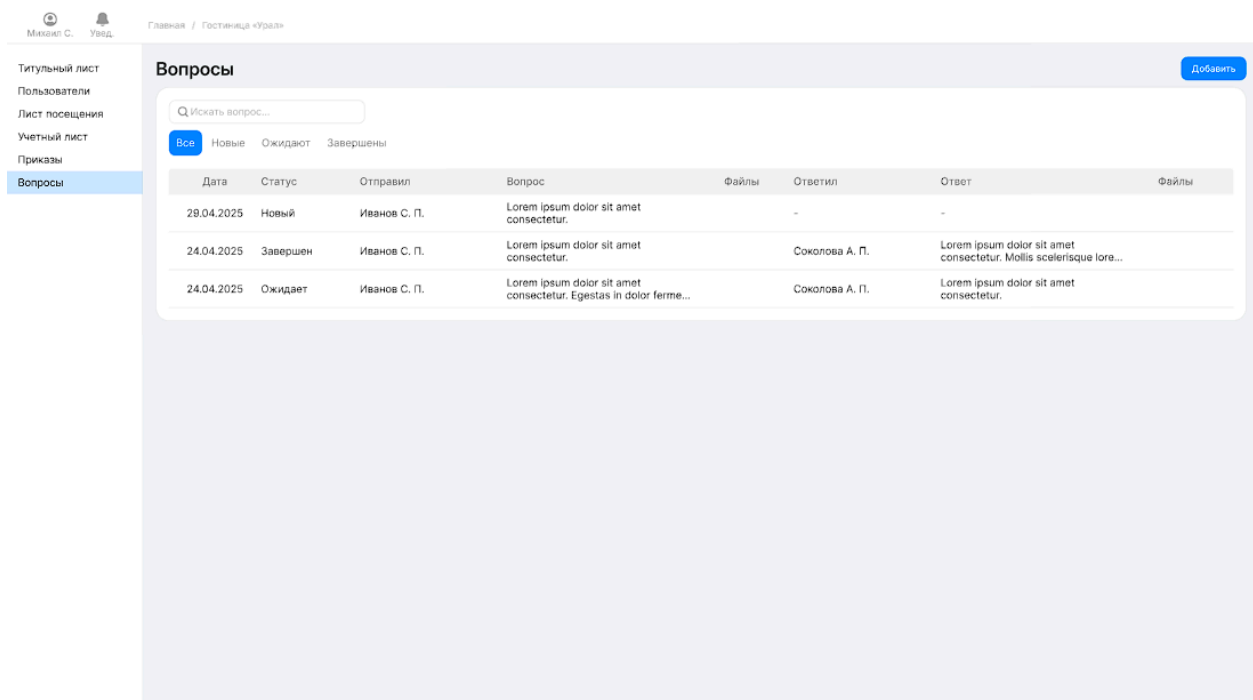 Михаил С.
Увед.
Главная / Гостиница «Урал»
Титульный лист
Пользователи
Лист посещения
Учетный лист
Приказы
Вопросы
Вопросы
Добавить
Искать вопрос...
Все Новые Ожидают Завершены
Дата Статус Отправил Вопрос Файлы Ответил Ответ Файлы
29.04.2025 Новый Иванов С. П. Lorem ipsum dolor sit amet
consectetur. - -
24.04.2025 Завершен Иванов С. П. Lorem ipsum dolor sit amet
consectetur. Соколова А. П. Lorem ipsum dolor sit amet
consectetur. Mollis scelerisque lore...
24.04.2025 Ожидает Иванов С. П. Lorem ipsum dolor sit amet
consectetur. Egestas in dolor ferme... Соколова А. П. Lorem ipsum dolor sit amet
consectetur.